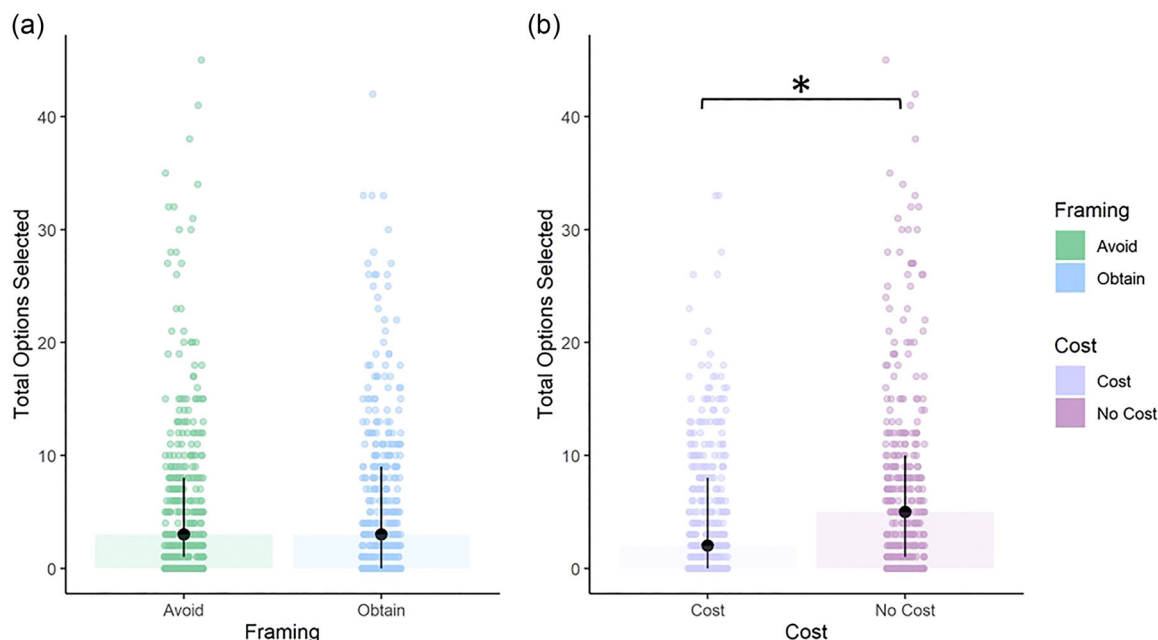 (a)
Total Options Selected
40
30
20
10
0
Avoid
Obtain
Framing
(b)
*
Total Options Selected
40
30
20
10
0
Cost
No Cost
Cost
Framing
Avoid
Obtain
Cost
Cost
No Cost